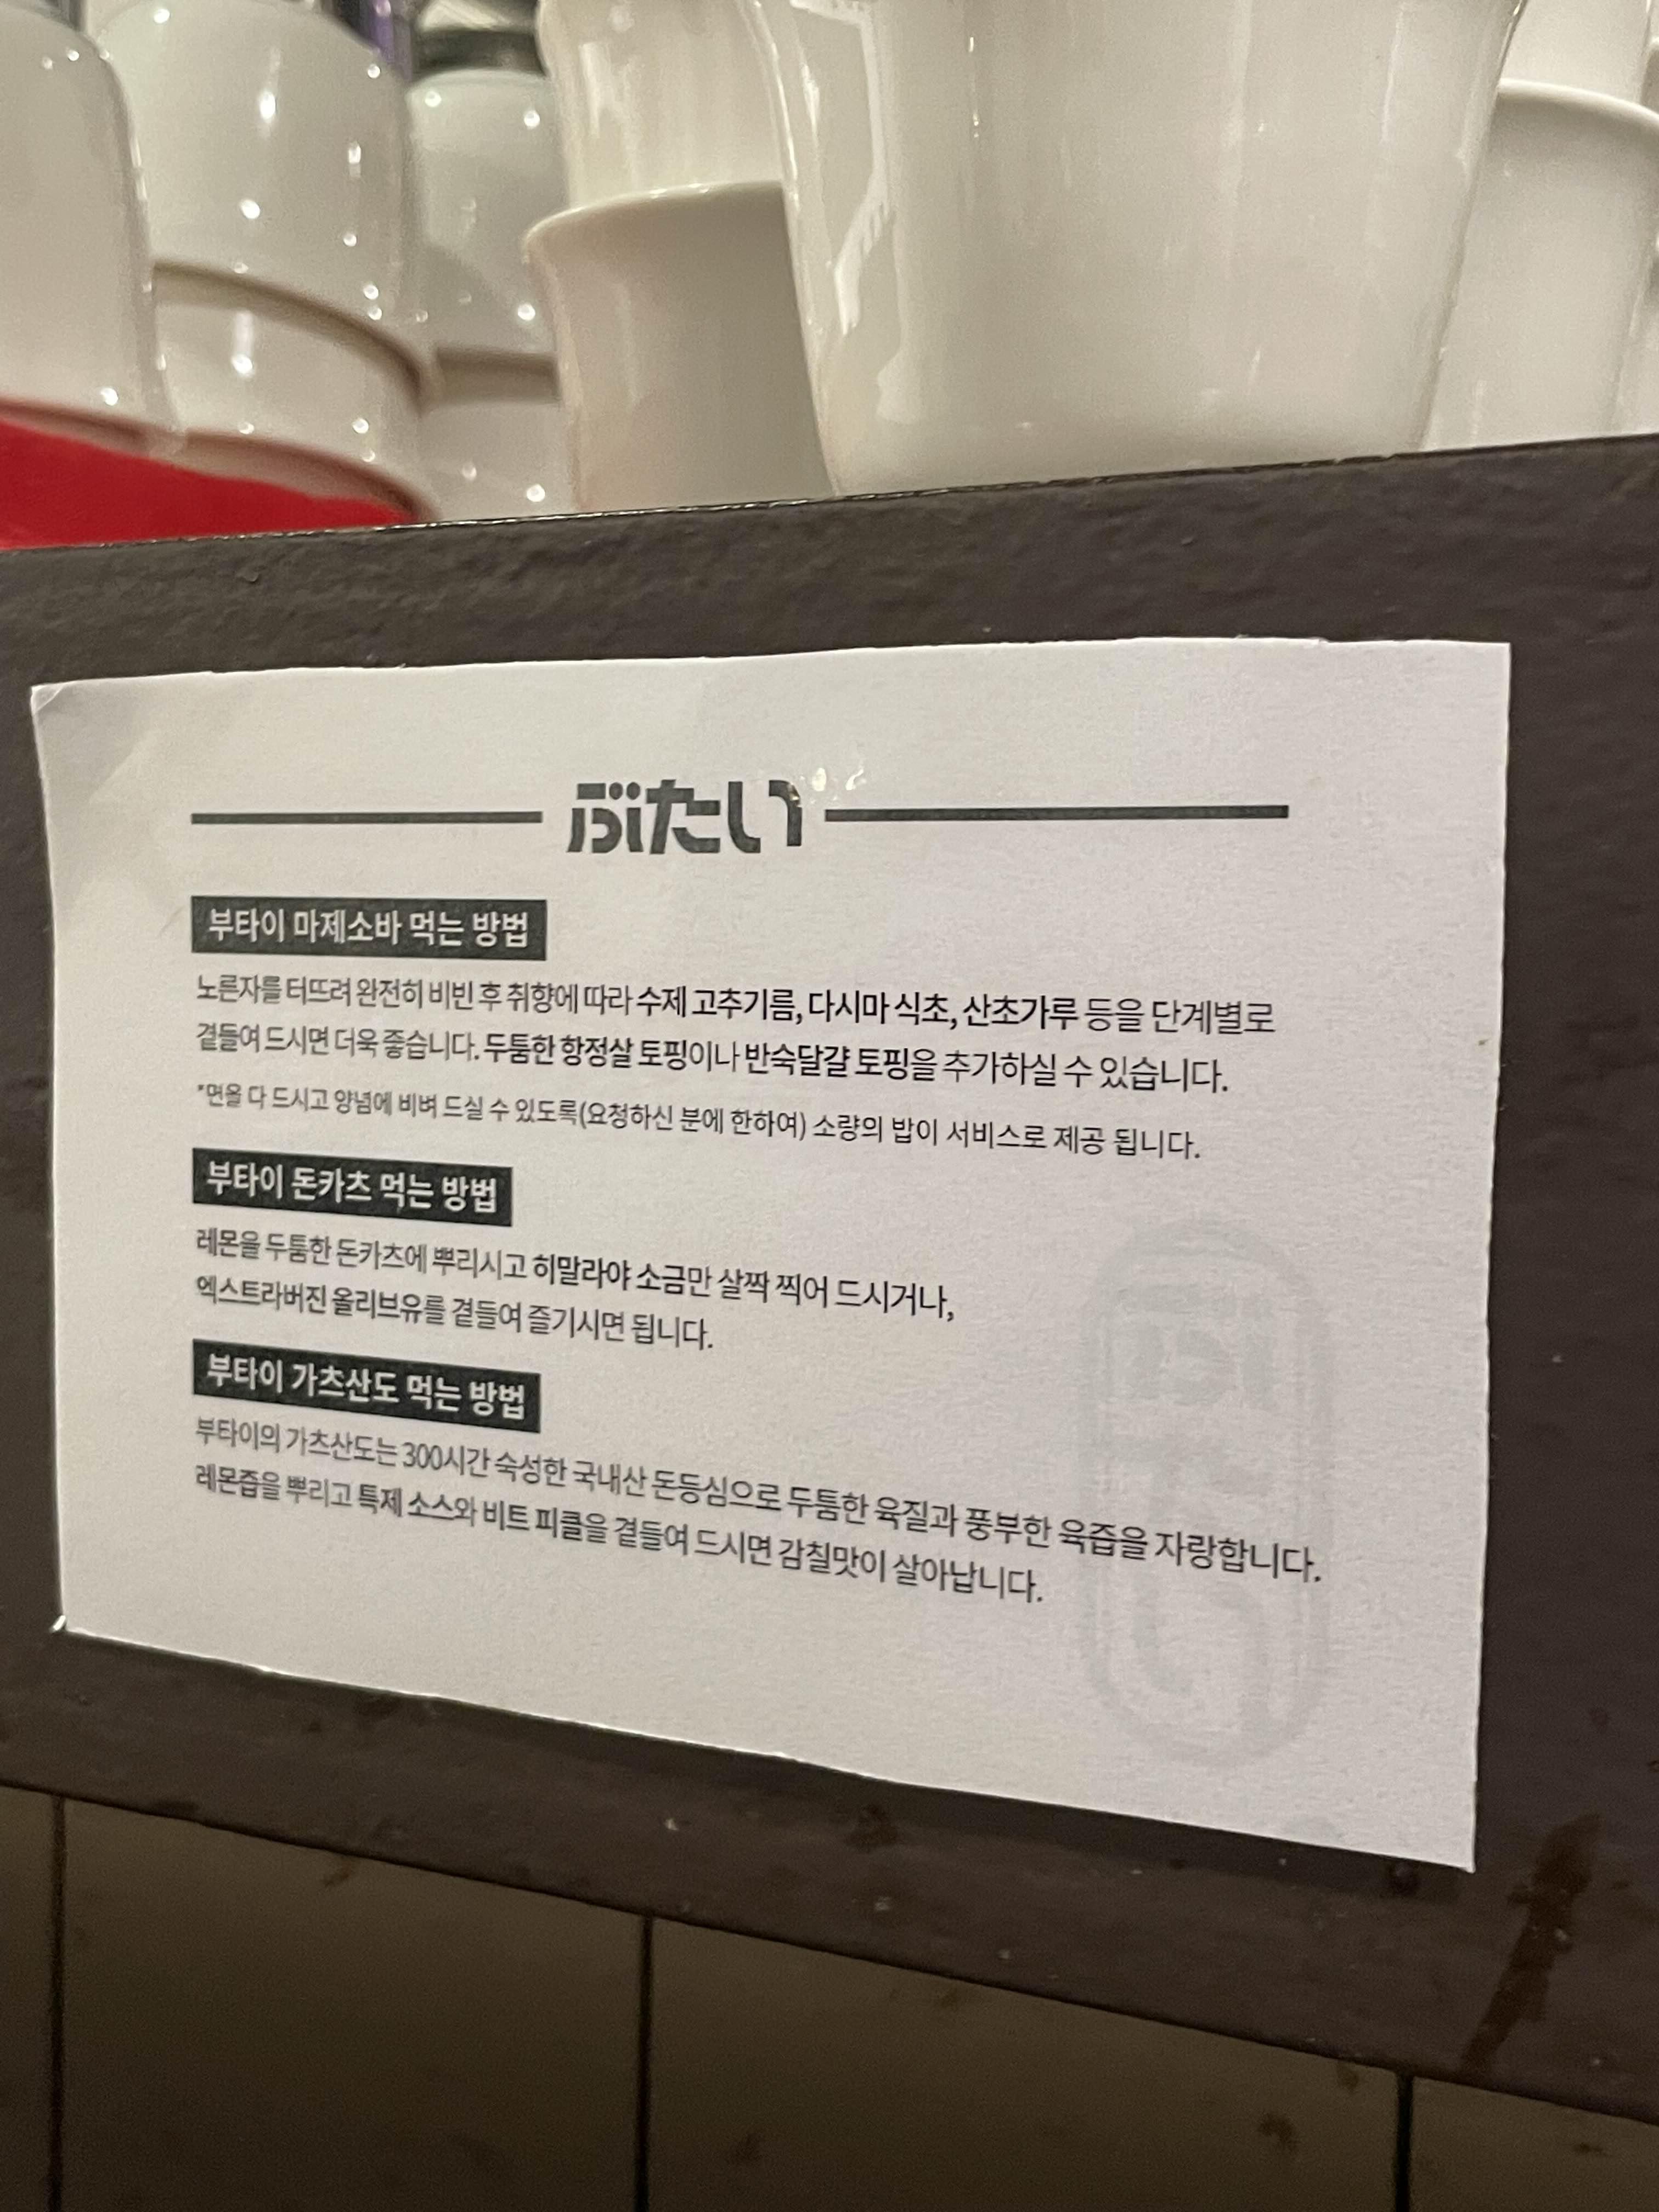 ぶたい
부타이 마제소바 먹는 방법
노른자를 터뜨려 완전히 비빈 후 취향에 따라 수제 고추기름, 다시마 식초, 산초가루 등을 단계별로
곁들여 드시면 더욱 좋습니다. 두툼한 항정살 토핑이나 반숙달걀 토핑을 추가하실 수 있습니다.
*면을 다 드시고 양념에 비벼 드실 수 있도록(요청하신 분에 한하여) 소량의 밥이 서비스로 제공 됩니다.
부타이 돈카츠 먹는 방법
레몬을 두툼한 돈카츠에 뿌리시고 히말라야 소금만 살짝 찍어 드시거나,
엑스트라버진 올리브유를 곁들여 즐기시면 됩니다.
부타이 가츠산도 먹는 방법
부타이의 가츠산도는 300시간 숙성한 국내산 돈등심으로 두툼한 육질과 풍부한 육즙을 자랑합니다.
레몬즙을 뿌리고 특제 소스와 비트 피클을 곁들여 드시면 감칠맛이 살아납니다.
ぶたい